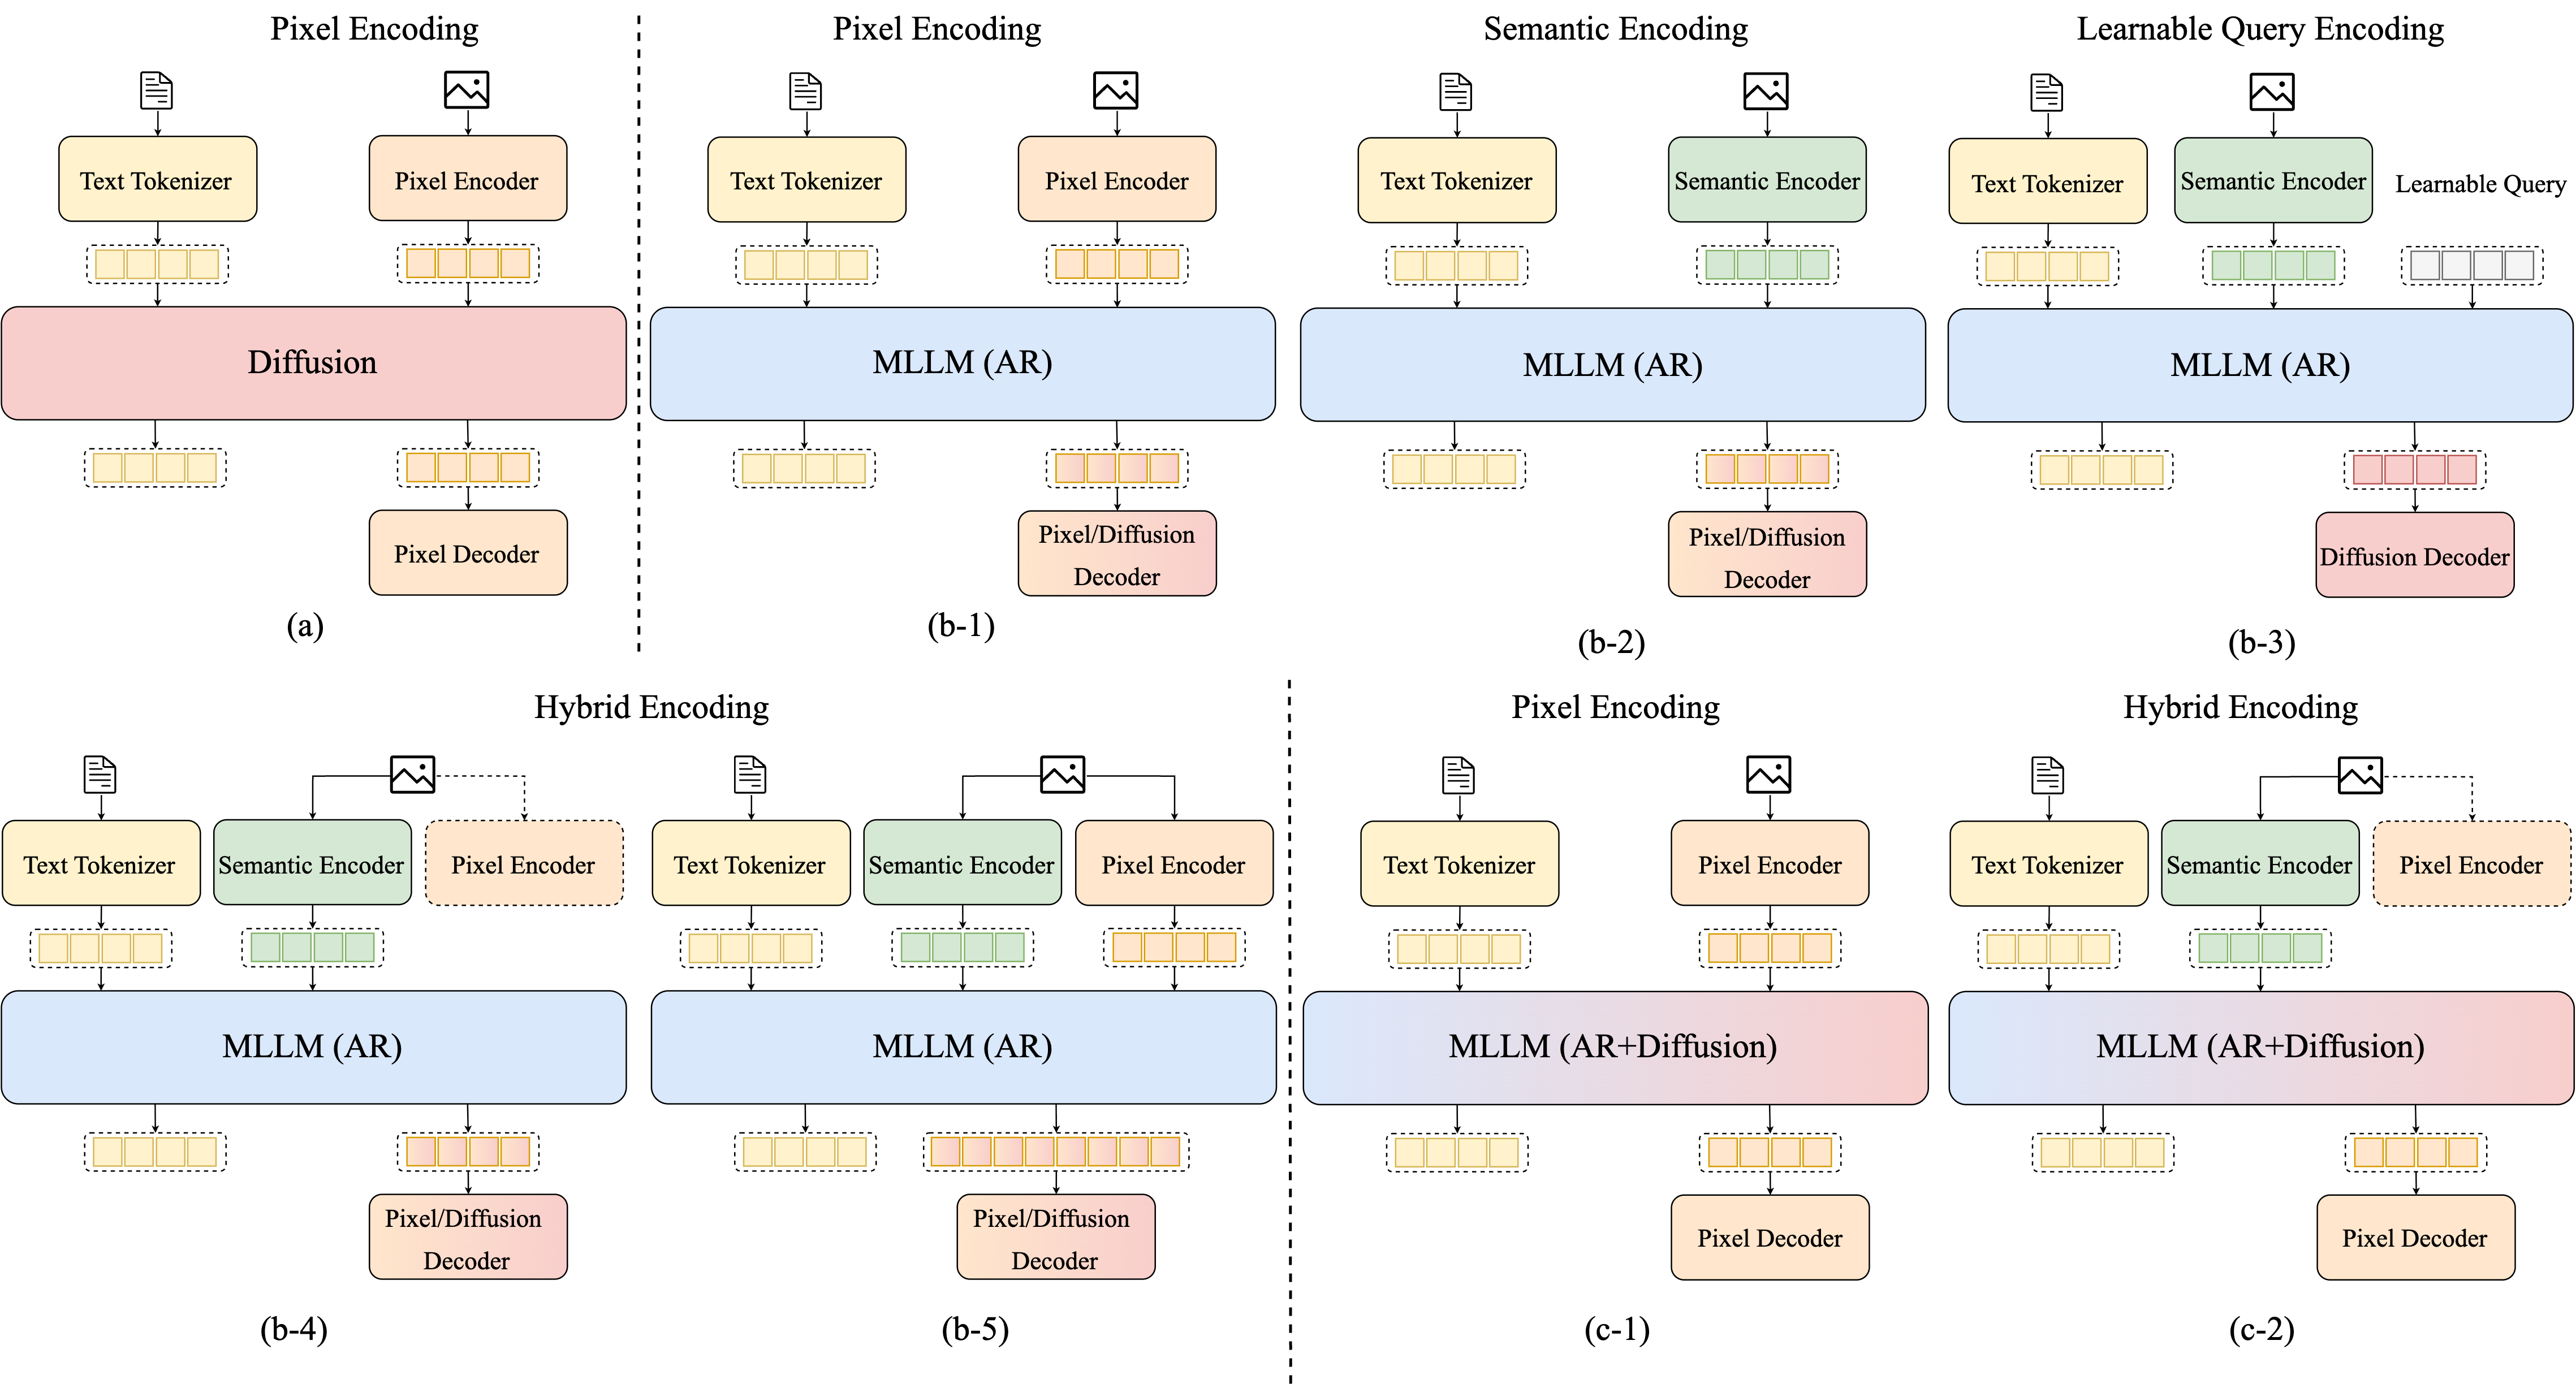 Pixel Encoding
Text Tokenizer
Pixel Encoder
Diffusion
Pixel Decoder
(a)
Pixel Encoding
Text Tokenizer
Pixel Encoder
MLLM (AR)
Pixel/Diffusion
Decoder
(b-1)
Semantic Encoding
Text Tokenizer
Semantic Encoder
MLLM (AR)
Pixel/Diffusion
Decoder
(b-2)
Learnable Query Encoding
Text Tokenizer
Semantic Encoder
Learnable Query
MLLM (AR)
Diffusion Decoder
(b-3)
Hybrid Encoding
Text Tokenizer
Semantic Encoder
Pixel Encoder
MLLM (AR)
Pixel/Diffusion
Decoder
(b-4)
Text Tokenizer
Semantic Encoder
Pixel Encoder
MLLM (AR)
Pixel/Diffusion
Decoder
(b-5)
Pixel Encoding
Text Tokenizer
Pixel Encoder
MLLM (AR+Diffusion)
Pixel Decoder
(c-1)
Hybrid Encoding
Text Tokenizer
Semantic Encoder
Pixel Encoder
MLLM (AR+Diffusion)
Pixel Decoder
(c-2)